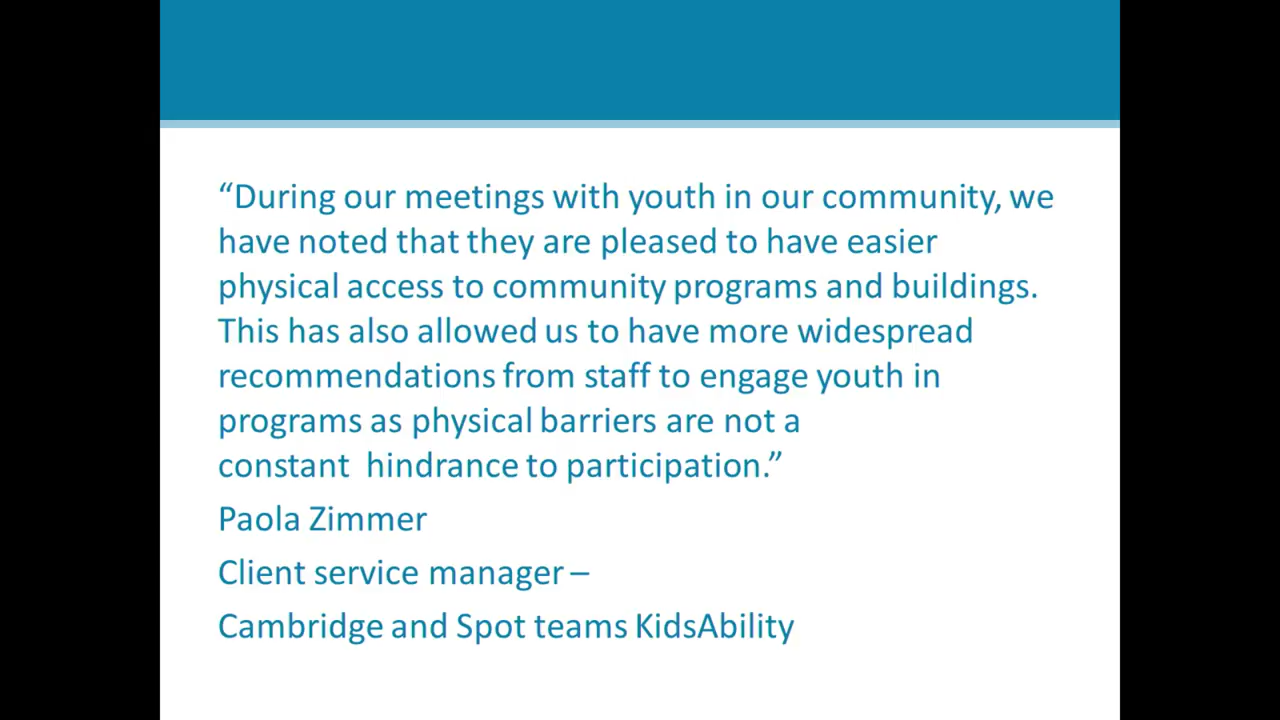 “During our meetings with youth in our community, we
have noted that they are pleased to have easier
physical access to community programs and buildings.
This has also allowed us to have more widespread
recommendations from staff to engage youth in
programs as physical barriers are not a
constant  hindrance to participation.”
Paola Zimmer
Client service manager –
Cambridge and Spot teams KidsAbility